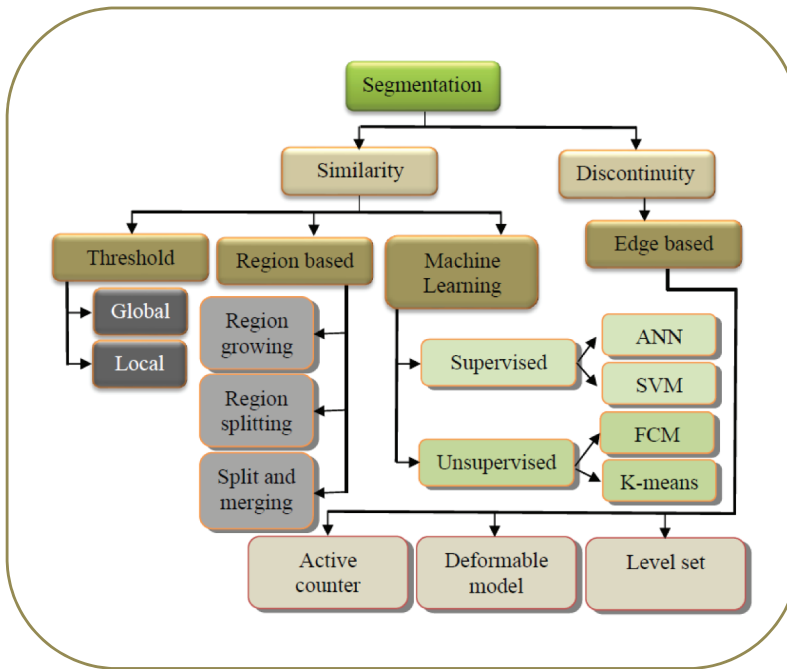 Segmentation
Similarity
Discontinuity
Threshold
Region based
Machine
Learning
Edge based
Global
Local
Region
growing
Region
splitting
Split and
merging
Supervised
ANN
SVM
Unsupervised
FCM
K-means
Active
counter
Deformable
model
Level set